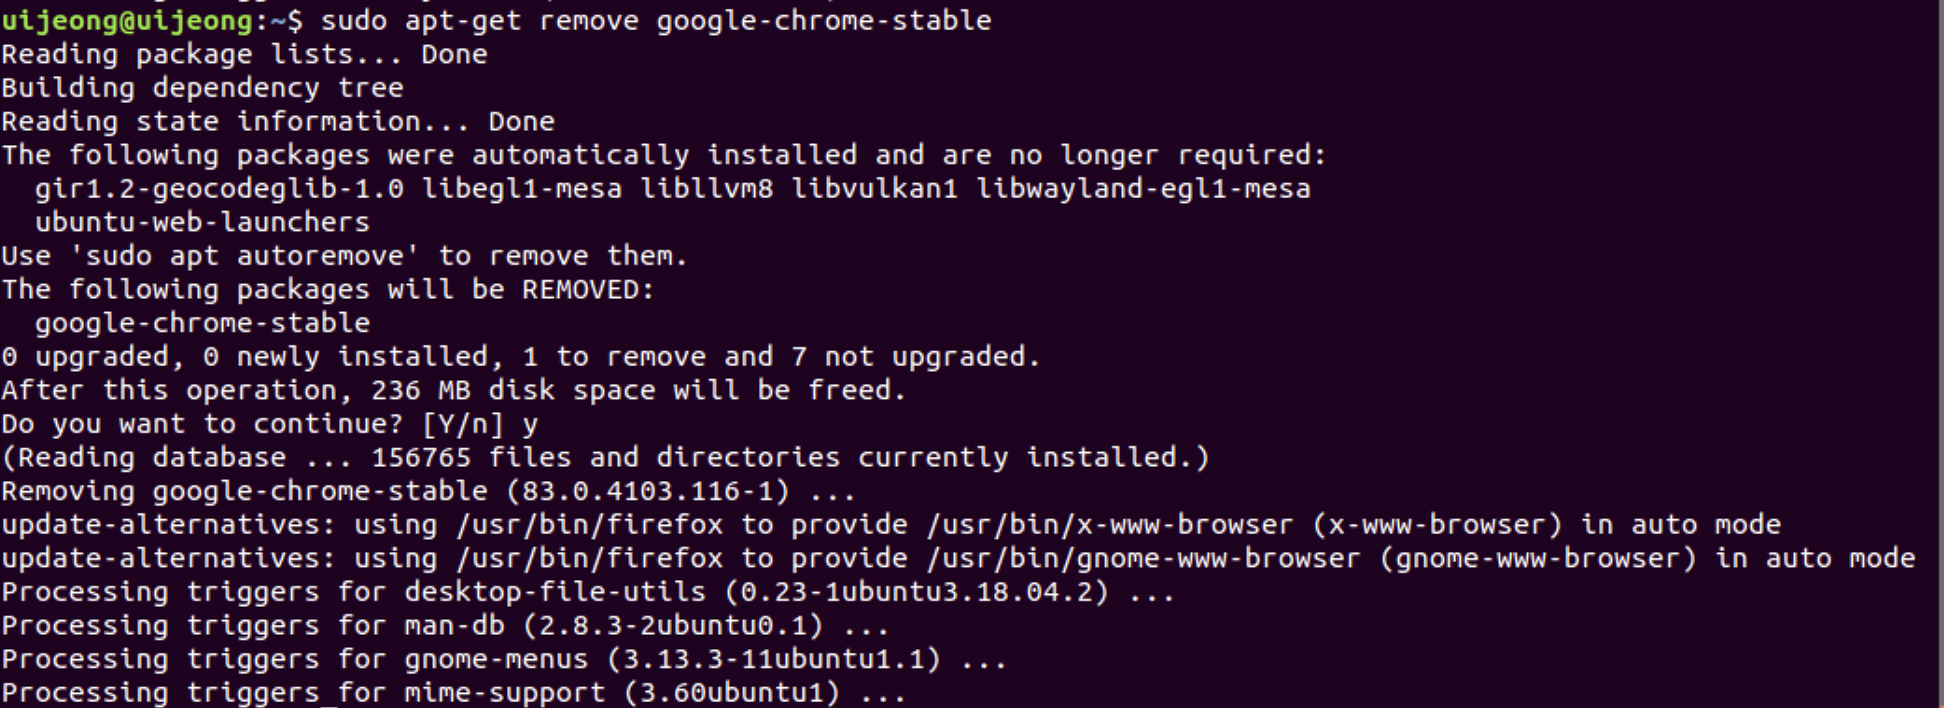 uijeong@uijeong:~$ sudo apt-get remove google-chrome-stable
Reading package lists... Done
Building dependency tree
Reading state information... Done
The following packages were automatically installed and are no longer required:
  gir1.2-geocodeglib-1.0 libegl1-mesa libllvm8 libvulkan1 libwayland-egl1-mesa
  ubuntu-web-launchers
Use 'sudo apt autoremove' to remove them.
The following packages will be REMOVED:
  google-chrome-stable
0 upgraded, 0 newly installed, 1 to remove and 7 not upgraded.
After this operation, 236 MB disk space will be freed.
Do you want to continue? [Y/n] y
(Reading database ... 156765 files and directories currently installed.)
Removing google-chrome-stable (83.0.4103.116-1) ...
update-alternatives: using /usr/bin/firefox to provide /usr/bin/x-www-browser (x-www-browser) in auto mode
update-alternatives: using /usr/bin/firefox to provide /usr/bin/gnome-www-browser (gnome-www-browser) in auto mode
Processing triggers for desktop-file-utils (0.23-1ubuntu3.18.04.2) ...
Processing triggers for man-db (2.8.3-2ubuntu0.1) ...
Processing triggers for gnome-menus (3.13.3-11ubuntu1.1) ...
Processing triggers for mime-support (3.60ubuntu1) ...